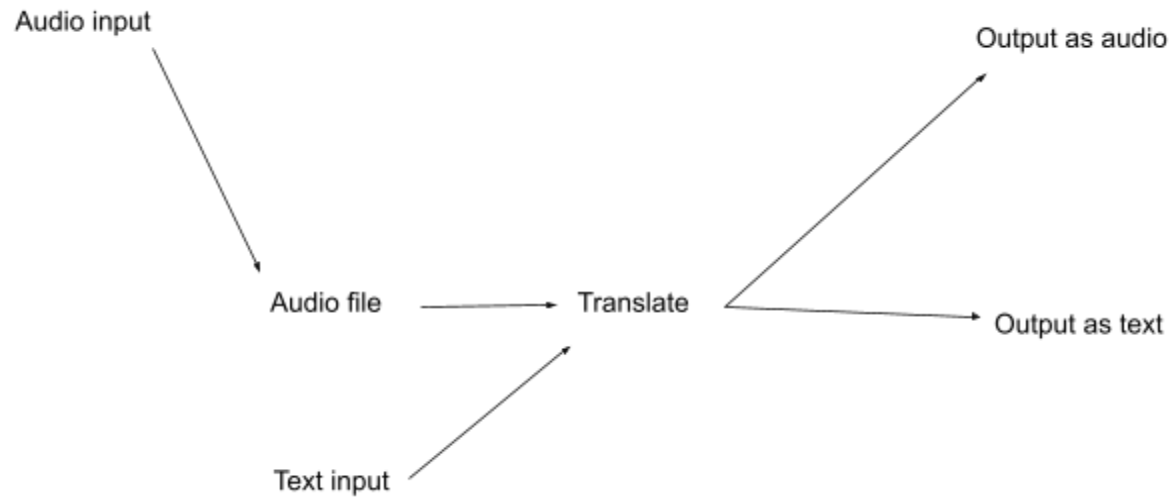 Audio input
Output as audio
Audio file
Translate
Output as text
Text input